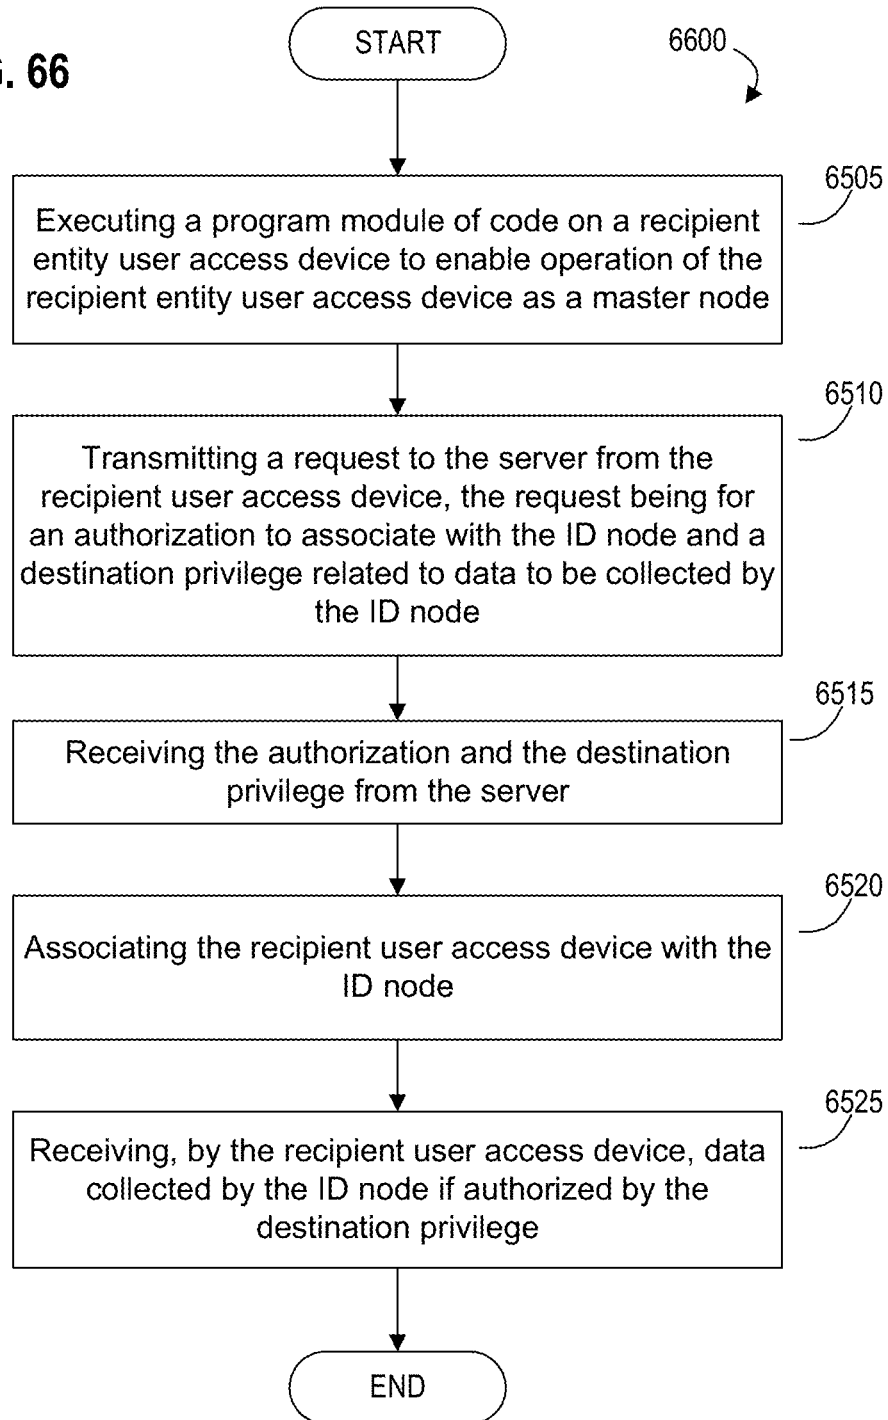 START
6600
. 66
6505
Executing a program module of code on a recipient
entity user access device to enable operation of the
recipient entity user access device as a master node
6510
Transmitting a request to the server from the
recipient user access device, the request being for
an authorization to associate with the ID node and a
destination privilege related to data to be collected by
the ID node
6515
Receiving the authorization and the destination
privilege from the server
6520
Associating the recipient user access device with the
ID node
6525
Receiving, by the recipient user access device, data
collected by the ID node if authorized by the
destination privilege
END